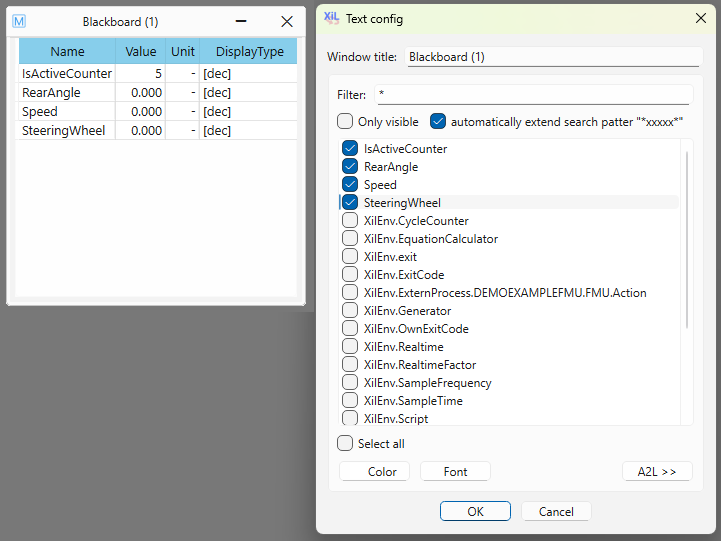 M Blackboard (1)
Name Value Unit DisplayType
IsActiveCounter 5 - [dec]
RearAngle 0.000 - [dec]
Speed 0.000 - [dec]
SteeringWheel 0.000 - [dec]
XiL Text config
Window title: Blackboard (1)
Filter: *
Only visible automatically extend search patter "*xxxxx*"
IsActiveCounter
RearAngle
Speed
SteeringWheel
XilEnv.CycleCounter
XilEnv.EquationCalculator
XilEnv.exit
XilEnv.ExitCode
XilEnv.ExternProcess.DEMOEXAMPLEFMU.FMU.Action
XilEnv.Generator
XilEnv.OwnExitCode
XilEnv.Realtime
XilEnv.RealtimeFactor
XilEnv.SampleFrequency
XilEnv.SampleTime
XilEnv.Script
Select all
Color Font A2L >>
OK Cancel